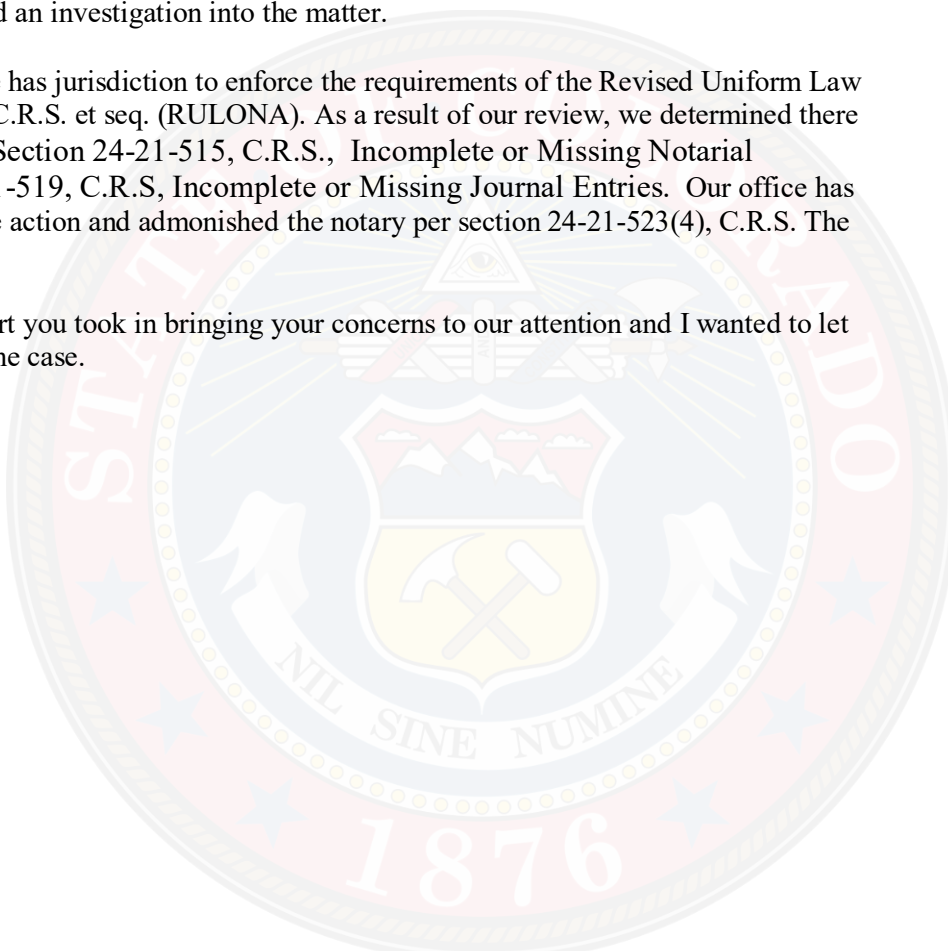 d an investigation into the matter.
e has jurisdiction to enforce the requirements of the Revised Uniform Law
C.R.S. et seq. (RULONA). As a result of our review, we determined there
Section 24-21-515, C.R.S., Incomplete or Missing Notarial
-519, C.R.S, Incomplete or Missing Journal Entries. Our office has
e action and admonished the notary per section 24-21-523(4), C.R.S. The
rt you took in bringing your concerns to our attention and I wanted to let
he case.
STATE OF COLORADO
NIL SINE NUMINE
1876